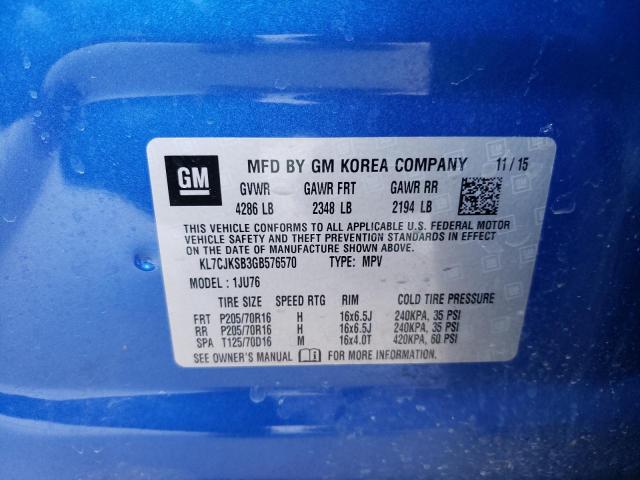 GM MFD BY GM KOREA COMPANY 11/15
GVWR GAWR FRT GAWR RR
4286 LB 2348 LB 2194 LB
THIS VEHICLE CONFORMS TO ALL APPLICABLE U.S. FEDERAL MOTOR
VEHICLE SAFETY AND THEFT PREVENTION STANDARDS IN EFFECT ON
THE DATE OF MANUFACTURE SHOWN ABOVE.
KL7CJKSB3GB576570 TYPE: MPV
MODEL : 1JU76
TIRE SIZE SPEED RTG RIM COLD TIRE PRESSURE
FRT P205/70R16 H 16x6.5J 240KPA, 35 PSI
RR P205/70R16 H 16x6.5J 240KPA, 35 PSI
SPA T125/70D16 M 16x4.0T 420KPA, 60 PSI
SEE OWNER'S MANUAL FOR MORE INFORMATION.